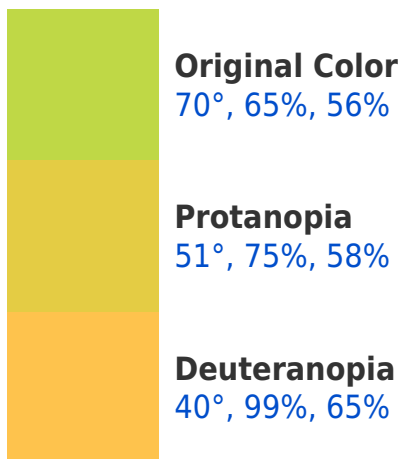 Original Color
70°, 65%, 56%
Protanopia
51°, 75%, 58%
Deuteranopia
40°, 99%, 65%